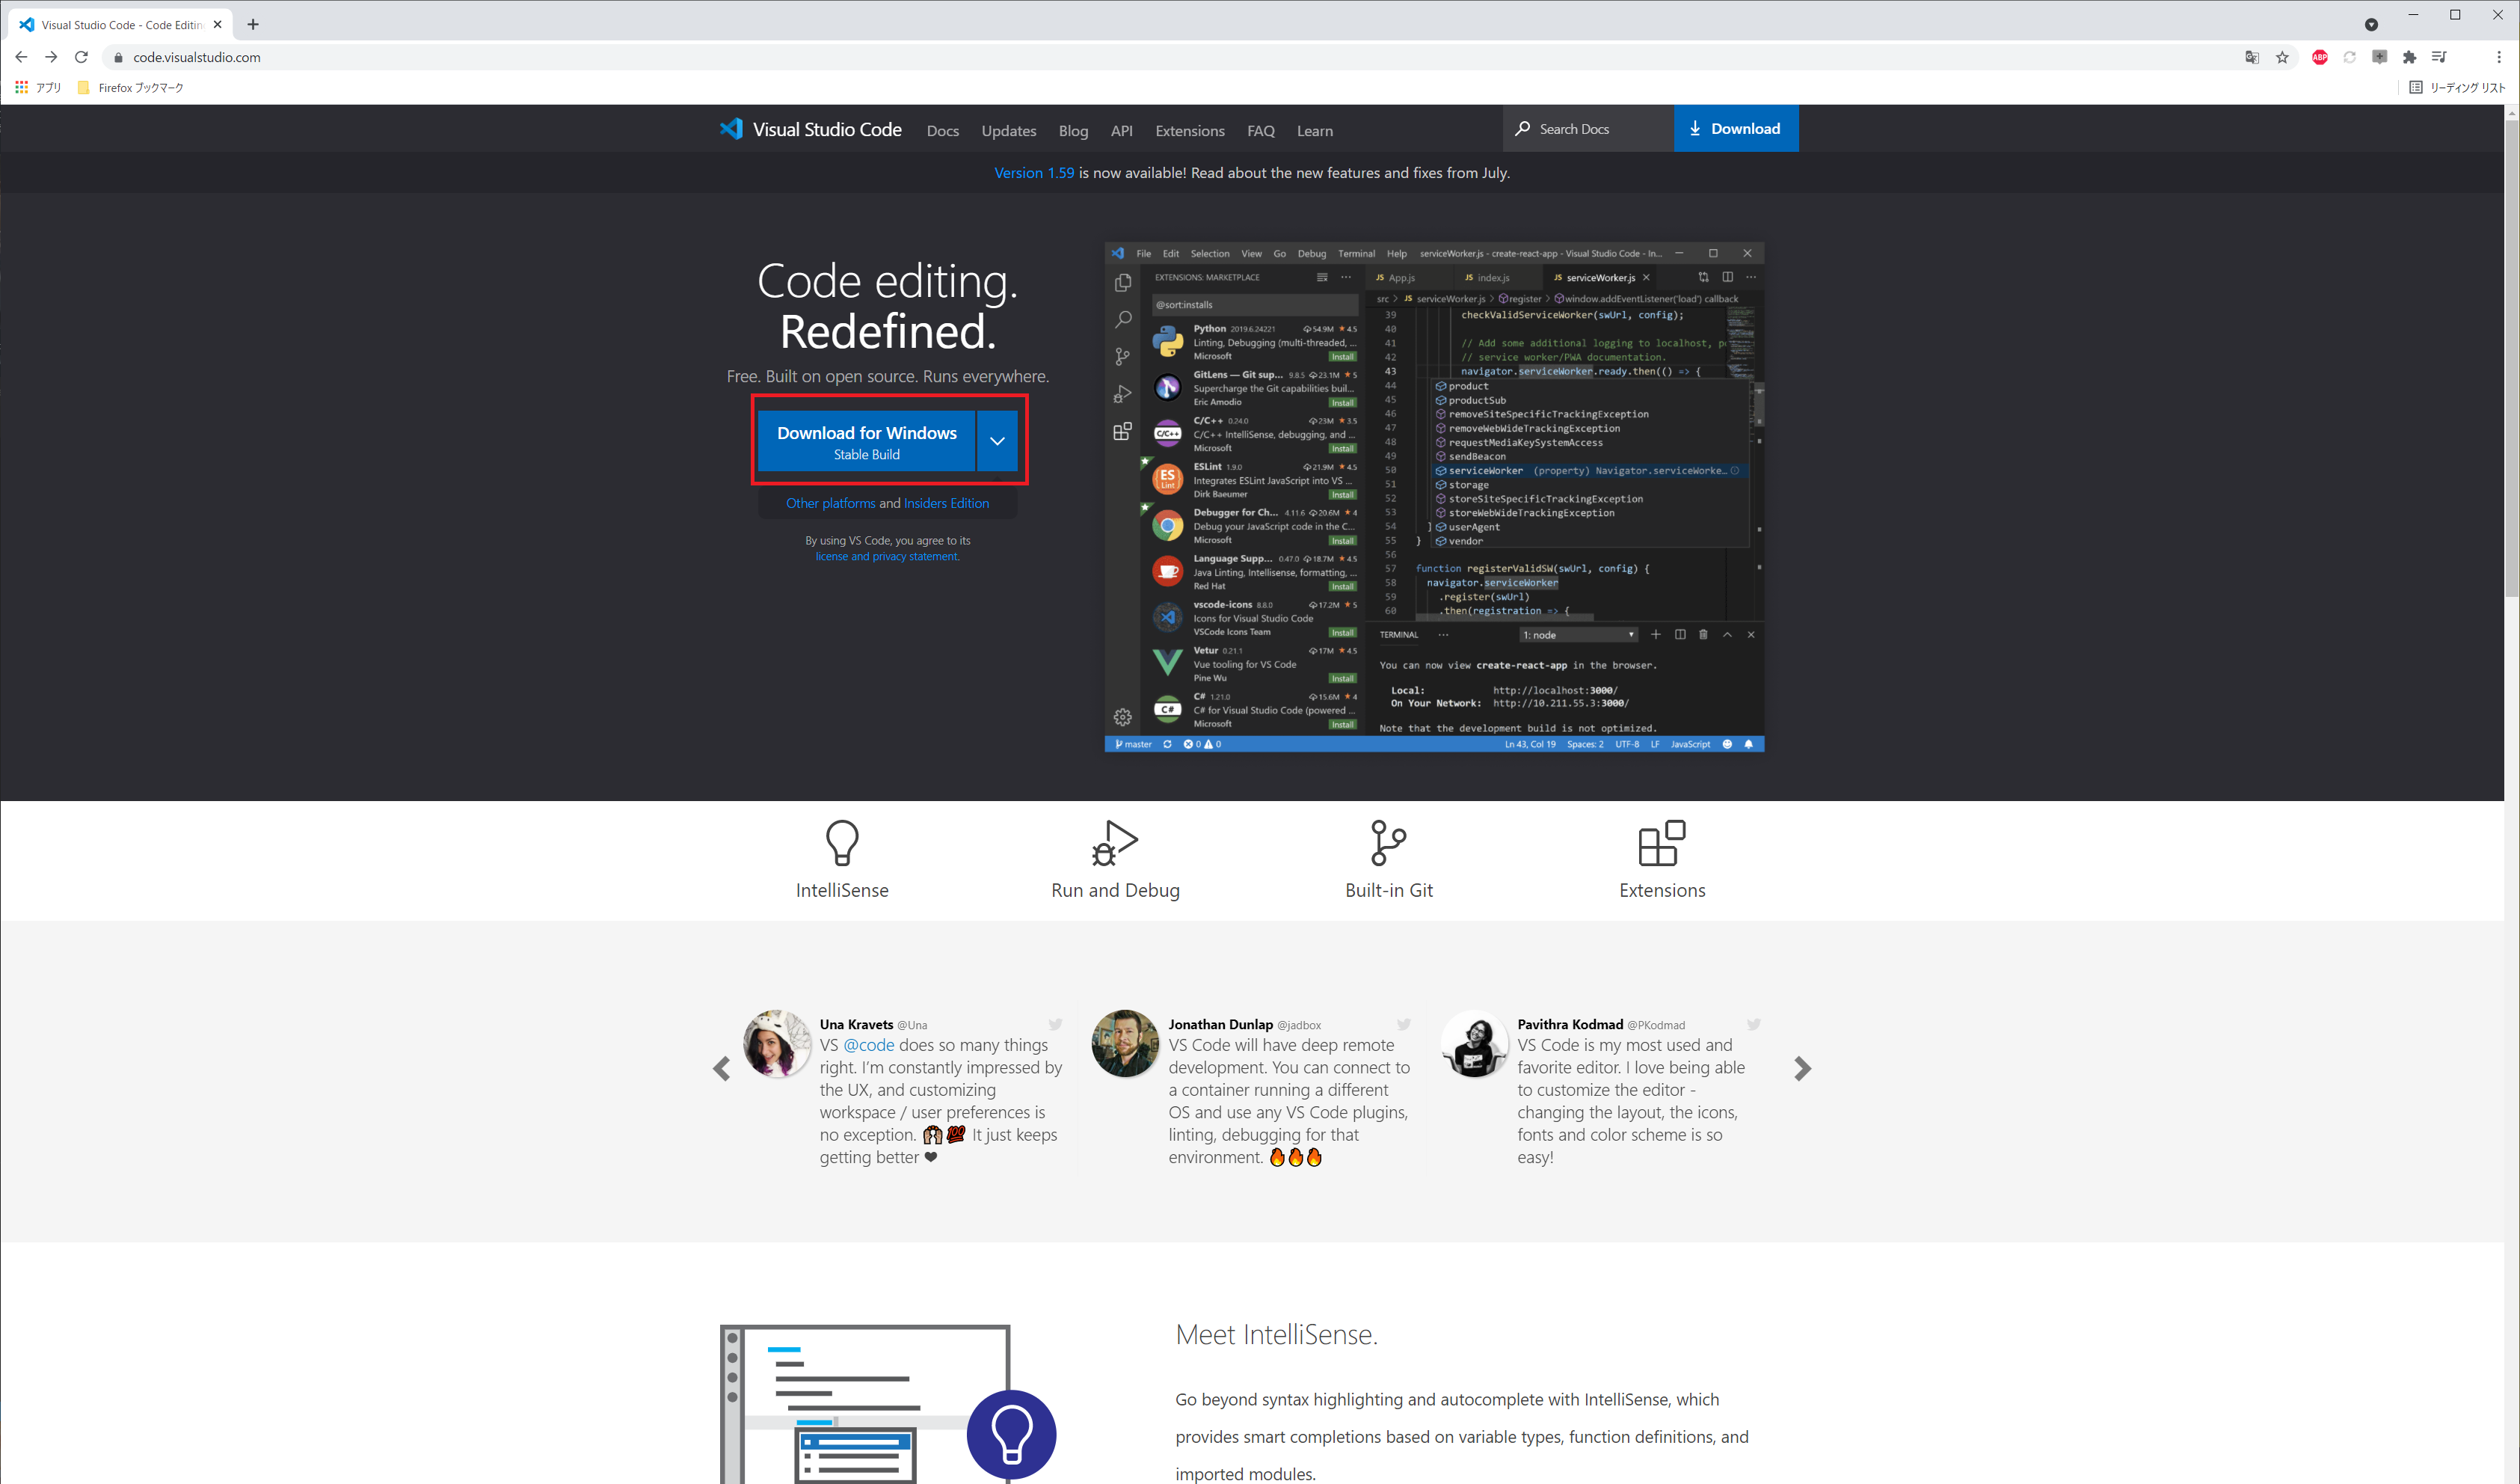 Visual Studio Code - Code Editin
code.visualstudio.com
アプリ
Firefox ブックマーク
リーディング リスト
Visual Studio Code
Docs
Updates
Blog
API
Extensions
FAQ
Learn
Search Docs
Download
Version 1.59 is now available! Read about the new features and fixes from July.
Code editing.
Redefined.
Free. Built on open source. Runs everywhere.
Download for Windows
Stable Build
Other platforms and Insiders Edition
By using VS Code, you agree to its
license and privacy statement.
File Edit Selection View Go Debug Terminal Help serviceWorker.js - create-react-app - Visual Studio Code - In...
EXTENSIONS: MARKETPLACE
@sort:installs
Python 2019.6.24221 54.9M ★ 4.5
Linting, Debugging (multi-threaded, ...
Microsoft Install
GitLens — Git sup... 9.8.5 23.1M ★ 5
Supercharge the Git capabilities buil...
Eric Amodio Install
C/C++ 0.24.0 23M ★ 3.5
C/C++ IntelliSense, debugging, and ...
Microsoft Install
C/C++
ESLint 1.9.0 21.9M ★ 4.5
Integrates ESLint JavaScript into VS ...
Dirk Baeumer Install
ES
Lint
Debugger for Ch... 4.11.6 20.6M ★ 4
Debug your JavaScript code in the C...
Microsoft Install
Language Supp... 0.47.0 18.7M ★ 4.5
Java Linting, Intellisense, formatting, ...
Red Hat Install
vscode-icons 8.8.0 17.2M ★ 5
Icons for Visual Studio Code
VSCode Icons Team Install
Vetur 0.21.1 17M ★ 4.5
Vue tooling for VS Code
Pine Wu Install
C# 1.21.0 15.6M ★ 4
C# for Visual Studio Code (powered ...
Microsoft Install
C#
JS App.js
JS index.js
JS serviceWorker.js
src > JS serviceWorker.js > register > window.addEventListener('load') callback
39 checkValidServiceWorker(swUrl, config);
40
41 // Add some additional logging to localhost, p
42 // service worker/PWA documentation.
43 navigator.serviceWorker.ready.then(() => {
44 product
45 productSub
46 removeSiteSpecificTrackingException
47 removeWebWideTrackingException
48 requestMediaKeySystemAccess
49 sendBeacon
50 serviceWorker (property) Navigator.serviceWorke...
51 storage
52 storeSiteSpecificTrackingException
53 storeWebWideTrackingException
54 ] userAgent
55 } vendor
56
57 function registerValidSW(swUrl, config) {
58 navigator.serviceWorker
59 .register(swUrl)
60 .then(registration => {
TERMINAL ... 1: node
You can now view create-react-app in the browser.
Local: http://localhost:3000/
On Your Network: http://10.211.55.3:3000/
Note that the development build is not optimized.
master 0 0
Ln 43, Col 19 Spaces: 2 UTF-8 LF JavaScript
IntelliSense
Run and Debug
Built-in Git
Extensions
Una Kravets @Una
VS @code does so many things
right. I’m constantly impressed by
the UX, and customizing
workspace / user preferences is
no exception. 🙌💯 It just keeps
getting better ❤
Jonathan Dunlap @jadbox
VS Code will have deep remote
development. You can connect to
a container running a different
OS and use any VS Code plugins,
linting, debugging for that
environment. 🔥🔥🔥
Pavithra Kodmad @PKodmad
VS Code is my most used and
favorite editor. I love being able
to customize the editor -
changing the layout, the icons,
fonts and color scheme is so
easy!
Meet IntelliSense.
Go beyond syntax highlighting and autocomplete with IntelliSense, which
provides smart completions based on variable types, function definitions, and
imported modules.